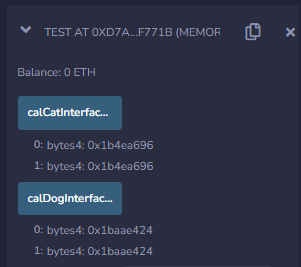 TEST AT 0XD7A...F771B (MEMOR
Balance: 0 ETH
calCatInterfac...
0: bytes4: 0x1b4ea696
1: bytes4: 0x1b4ea696
calDogInterfac...
0: bytes4: 0x1baae424
1: bytes4: 0x1baae424